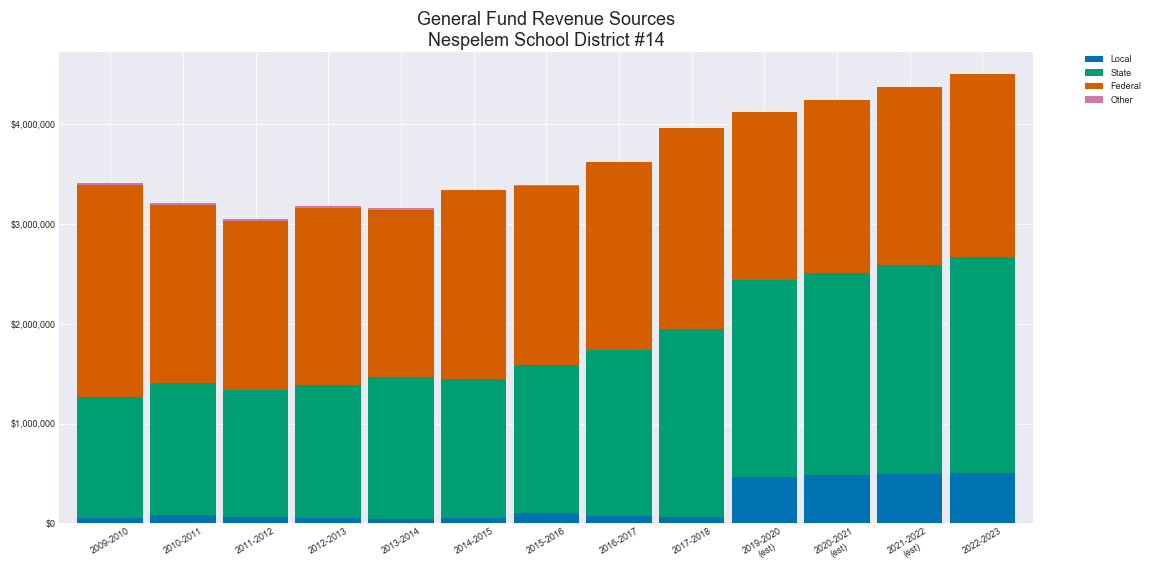 General Fund Revenue Sources
Nespelem School District #14
Local
State
Federal
Other
$4,000,000
$3,000,000
$2,000,000
$1,000,000
$0
2009-2010
2010-2011
2011-2012
2012-2013
2013-2014
2014-2015
2015-2016
2016-2017
2017-2018
2019-2020
(est)
2020-2021
(est)
2021-2022
(est)
2022-2023